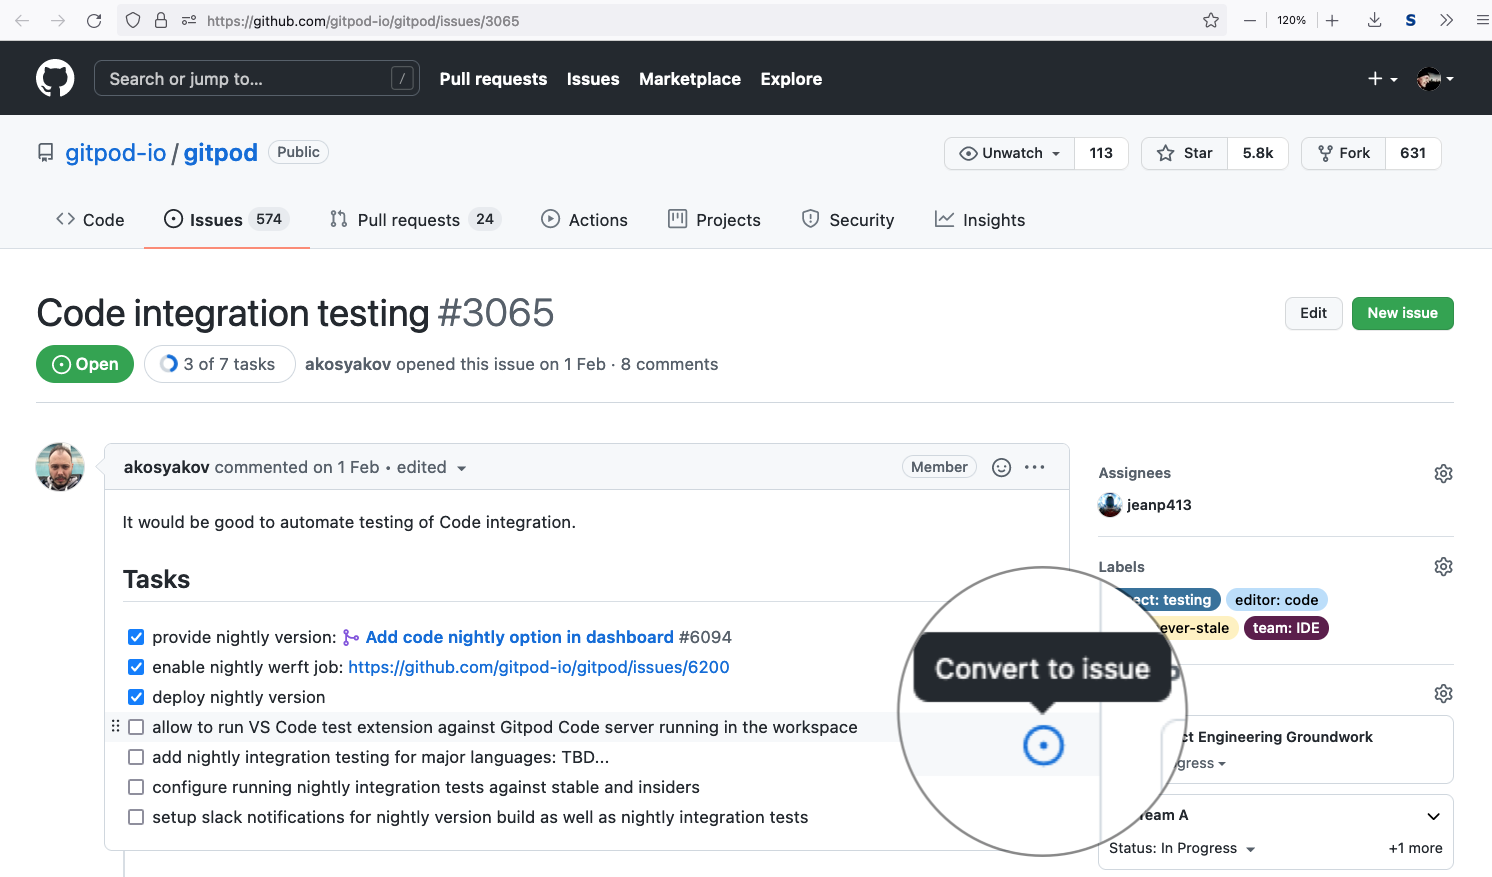 https://github.com/gitpod-io/gitpod/issues/3065
120%
S
Search or jump to...
/
Pull requests
Issues
Marketplace
Explore
gitpod-io / gitpod
Public
Unwatch
113
Star
5.8k
Fork
631
Code
Issues 574
Pull requests 24
Actions
Projects
Security
Insights
Code integration testing #3065
Edit
New issue
Open
3 of 7 tasks
akosyakov opened this issue on 1 Feb · 8 comments
akosyakov commented on 1 Feb • edited
Member
It would be good to automate testing of Code integration.
Tasks
provide nightly version: Add code nightly option in dashboard #6094
enable nightly werft job: https://github.com/gitpod-io/gitpod/issues/6200
deploy nightly version
allow to run VS Code test extension against Gitpod Code server running in the workspace
add nightly integration testing for major languages: TBD...
configure running nightly integration tests against stable and insiders
setup slack notifications for nightly version build as well as nightly integration tests
Convert to issue
Assignees
jeanp413
Labels
ect: testing
editor: code
ever-stale
team: IDE
ct Engineering Groundwork
gress
eam A
Status: In Progress
+1 more